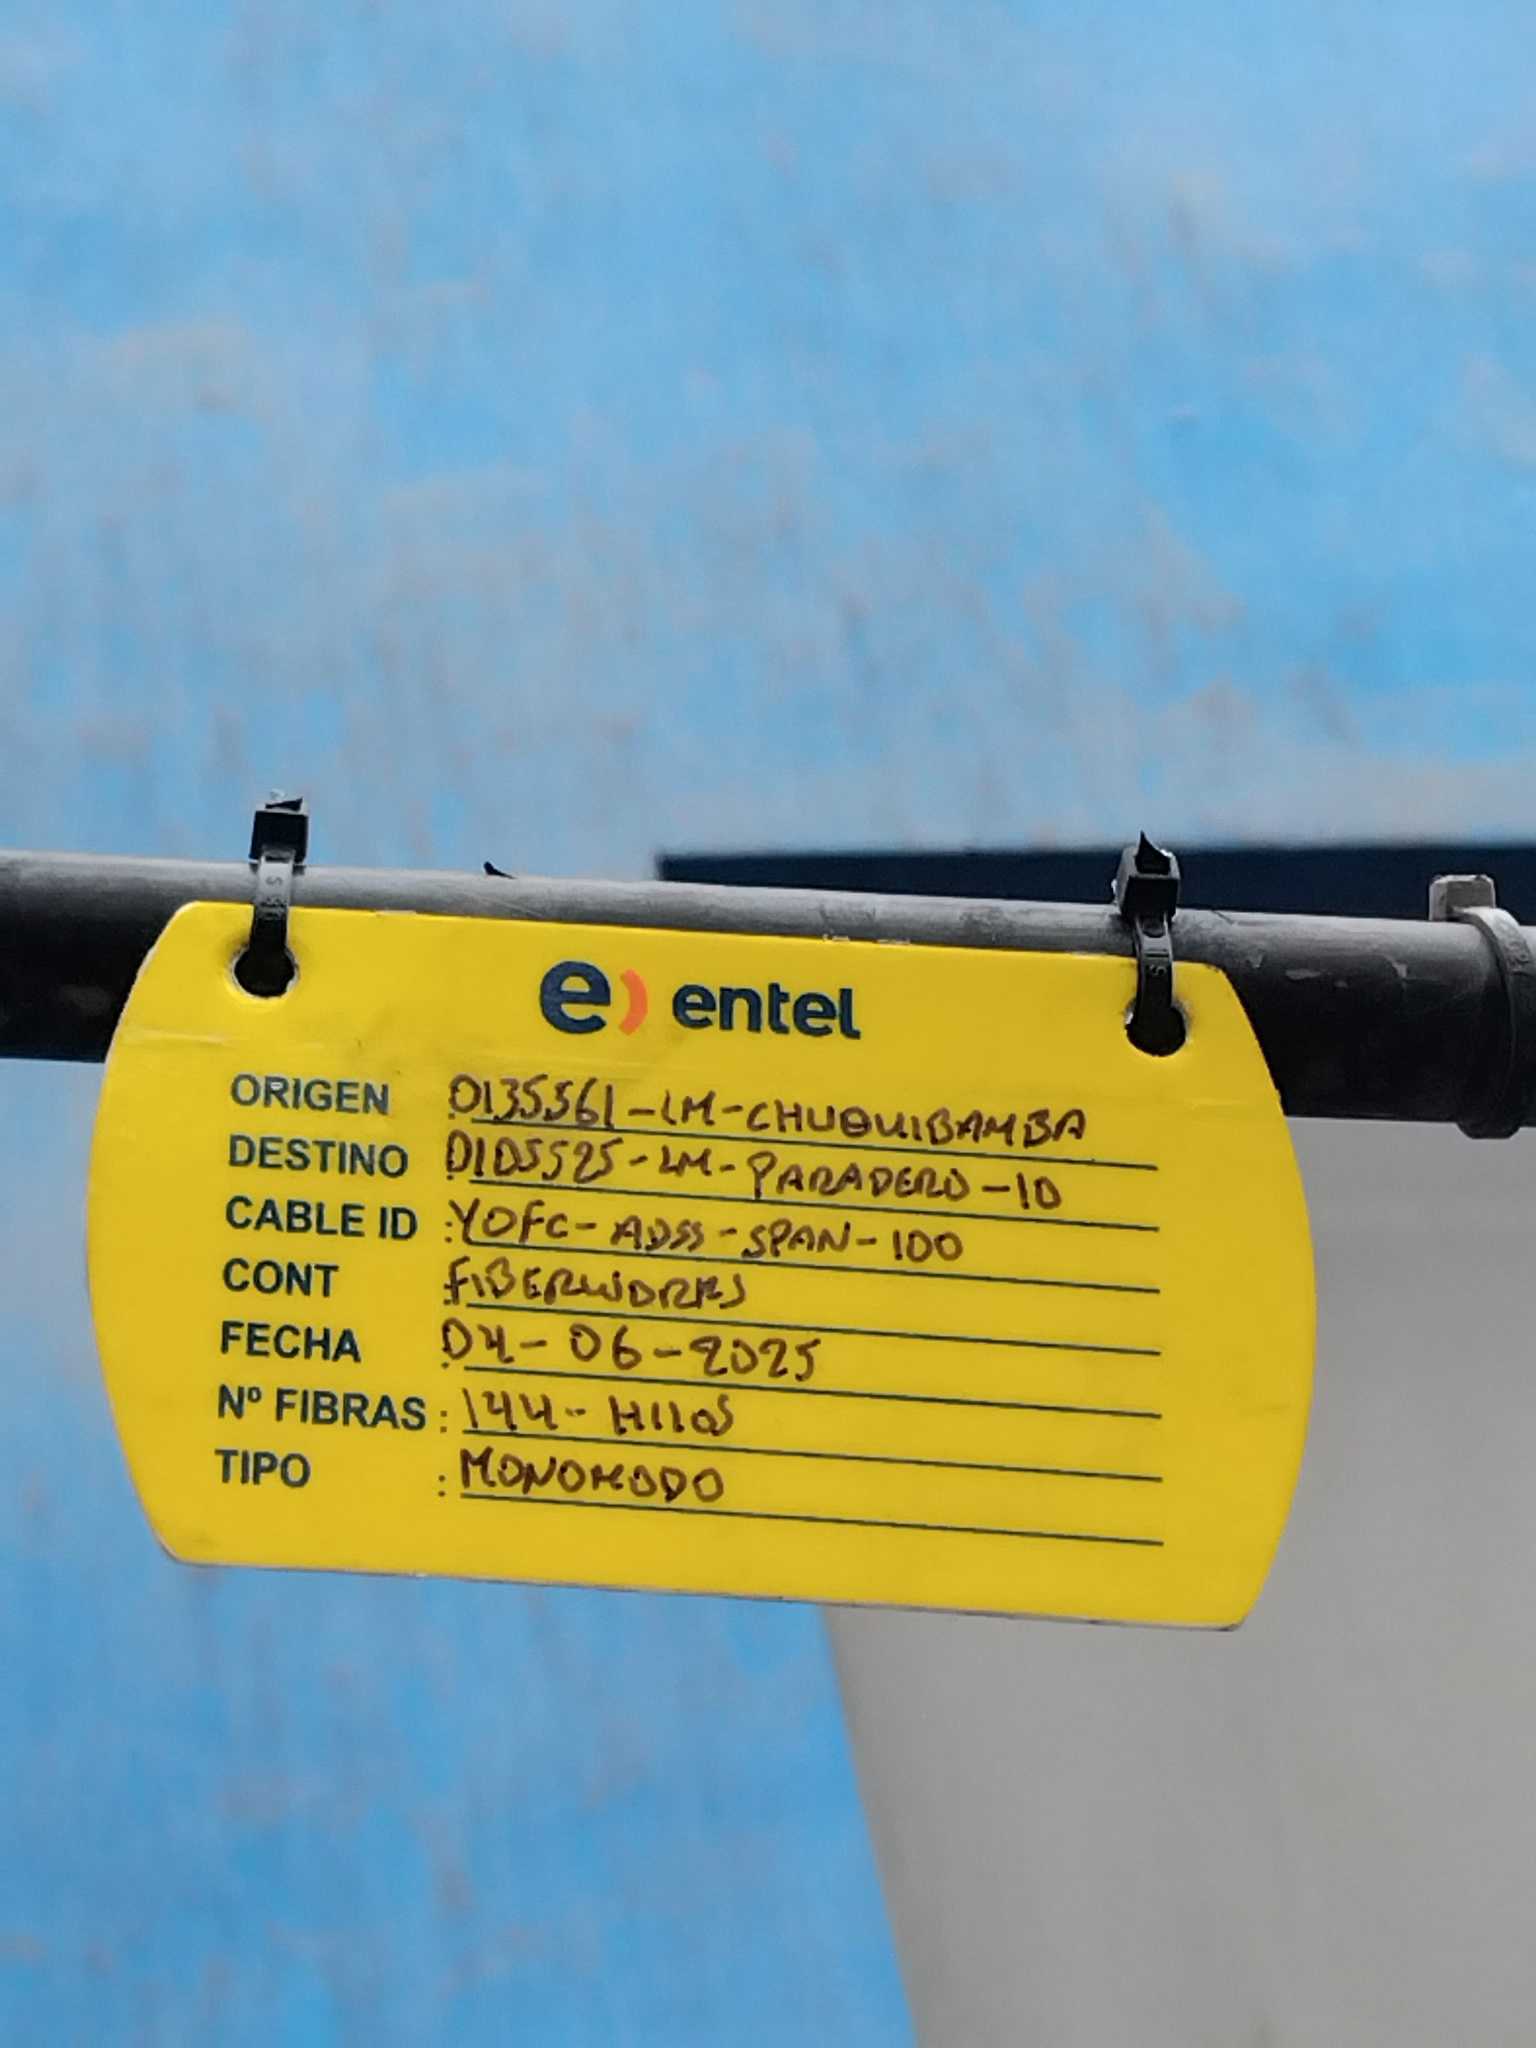 e) entel
ORIGEN : 0135561-LM-CHUQUIBAMBA
DESTINO : 0105525-LM-PARADERO-10
CABLE ID : YOFC-ADSS-SPAN-100
CONT : FIBERWORKS
FECHA : 04-06-2025
Nº FIBRAS : 144-HILOS
TIPO : MONOMODO